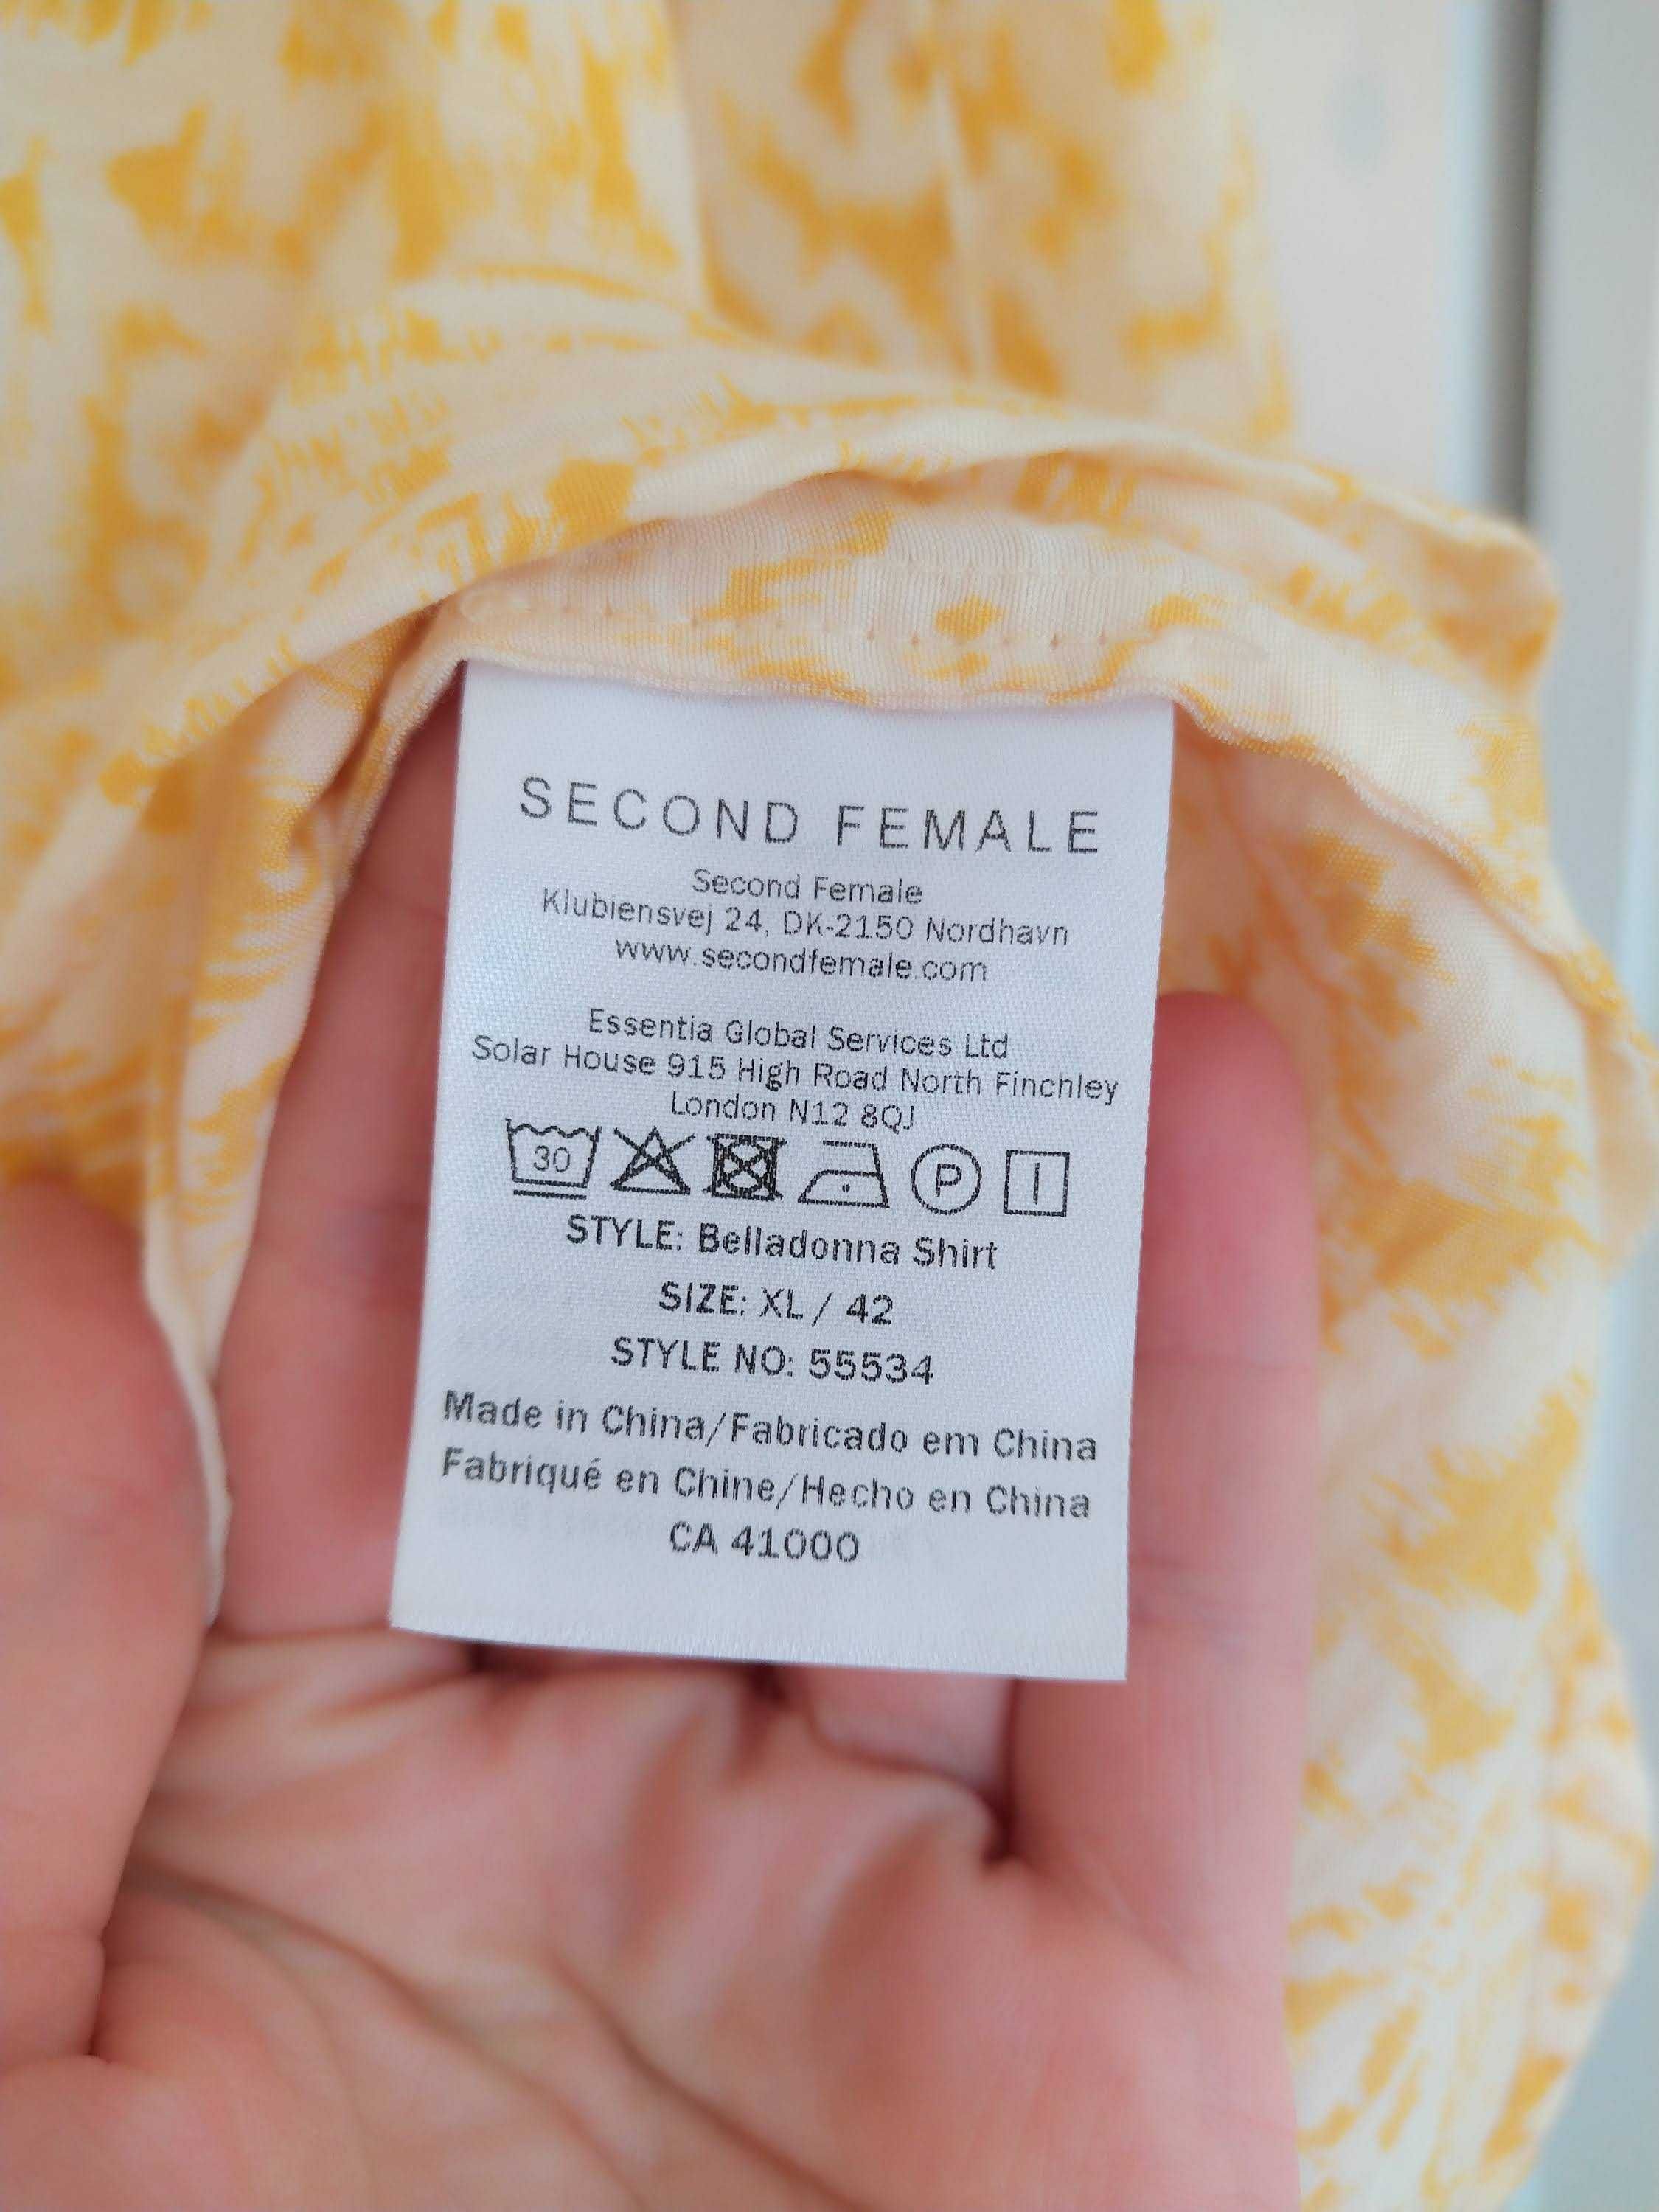 SECOND FEMALE
Second Female
Klubiensvej 24, DK-2150 Nordhavn
www.secondfemale.com
Essentia Global Services Ltd
Solar House 915 High Road North Finchley
London N12 8QJ
30 P
STYLE: Belladonna Shirt
SIZE: XL / 42
STYLE NO: 55534
Made in China/Fabricado em China
Fabriqué en Chine/Hecho en China
CA 41000